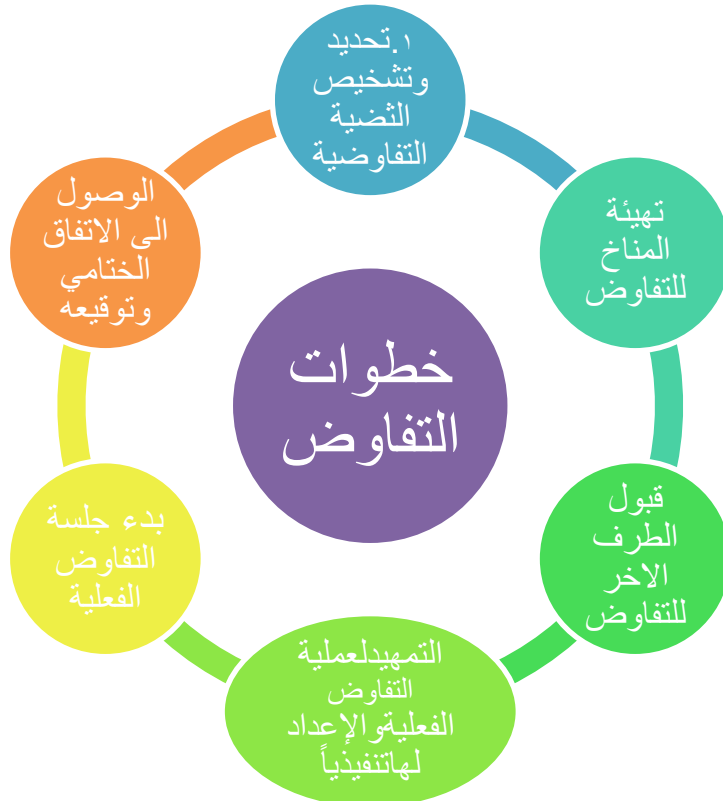 ١.تحديد
وتشخيص
الثضية
التفاوضية
تهيئة
المناخ
للتفاوض
قبول
الطرف
الاخر
للتفاوض
التمهيدلعملية
التفاوض
الفعليةوالإعداد
لهاتنفيذياً
بدء جلسة
التفاوض
الفعلية
الوصول
الى الاتفاق
الختامي
وتوقيعه
خطوات
التفاوض